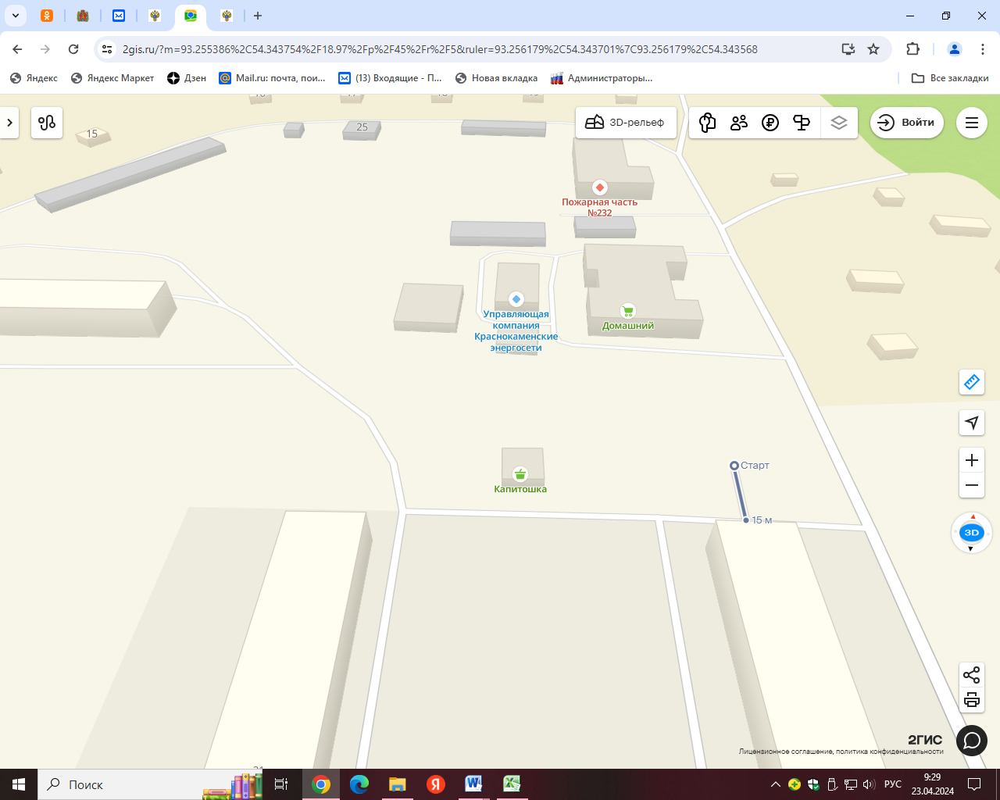 2gis.ru/?m=93.255386%2C54.343754%2F18.97%2Fp%2F45%2Fr%2F5&ruler=93.256179%2C54.343701%7C93.256179%2C54.343568
Яндекс
Яндекс Маркет
Дзен
Mail.ru: почта, пои...
(13) Входящие - П...
Новая вкладка
Администраторы...
Все закладки
15
25
3D-рельеф
Войти
Пожарная часть
№232
Управляющая
компания
Краснокаменские
энергосети
Домашний
Капитошка
Старт
15 м
3D
2ГИС
Лицензионное соглашение, политика конфиденциальности
Поиск
РУС
9:29
23.04.2024